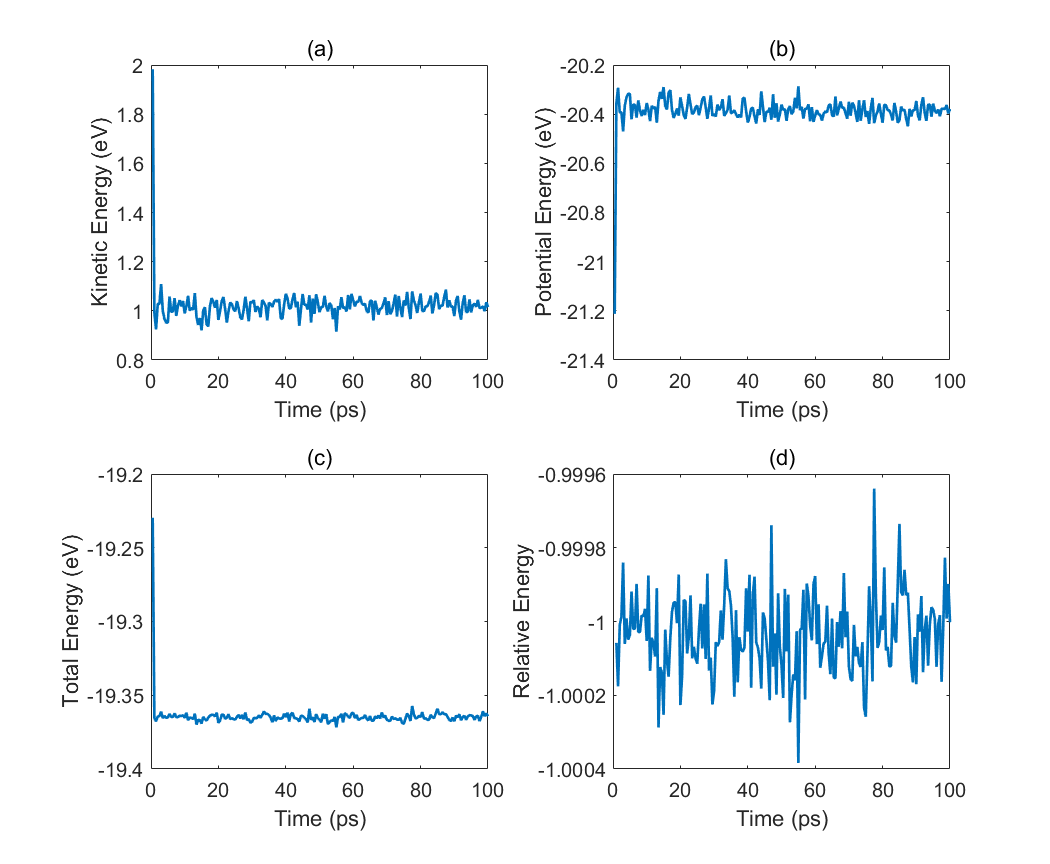 (a)
2
1.8
1.6
1.4
1.2
1
0.8
Kinetic Energy (eV)
0 20 40 60 80 100
Time (ps)
(b)
-20.2
-20.4
-20.6
-20.8
-21
-21.2
-21.4
Potential Energy (eV)
0 20 40 60 80 100
Time (ps)
(c)
-19.2
-19.25
-19.3
-19.35
-19.4
Total Energy (eV)
0 20 40 60 80 100
Time (ps)
(d)
-0.9996
-0.9998
-1
-1.0002
-1.0004
Relative Energy
0 20 40 60 80 100
Time (ps)